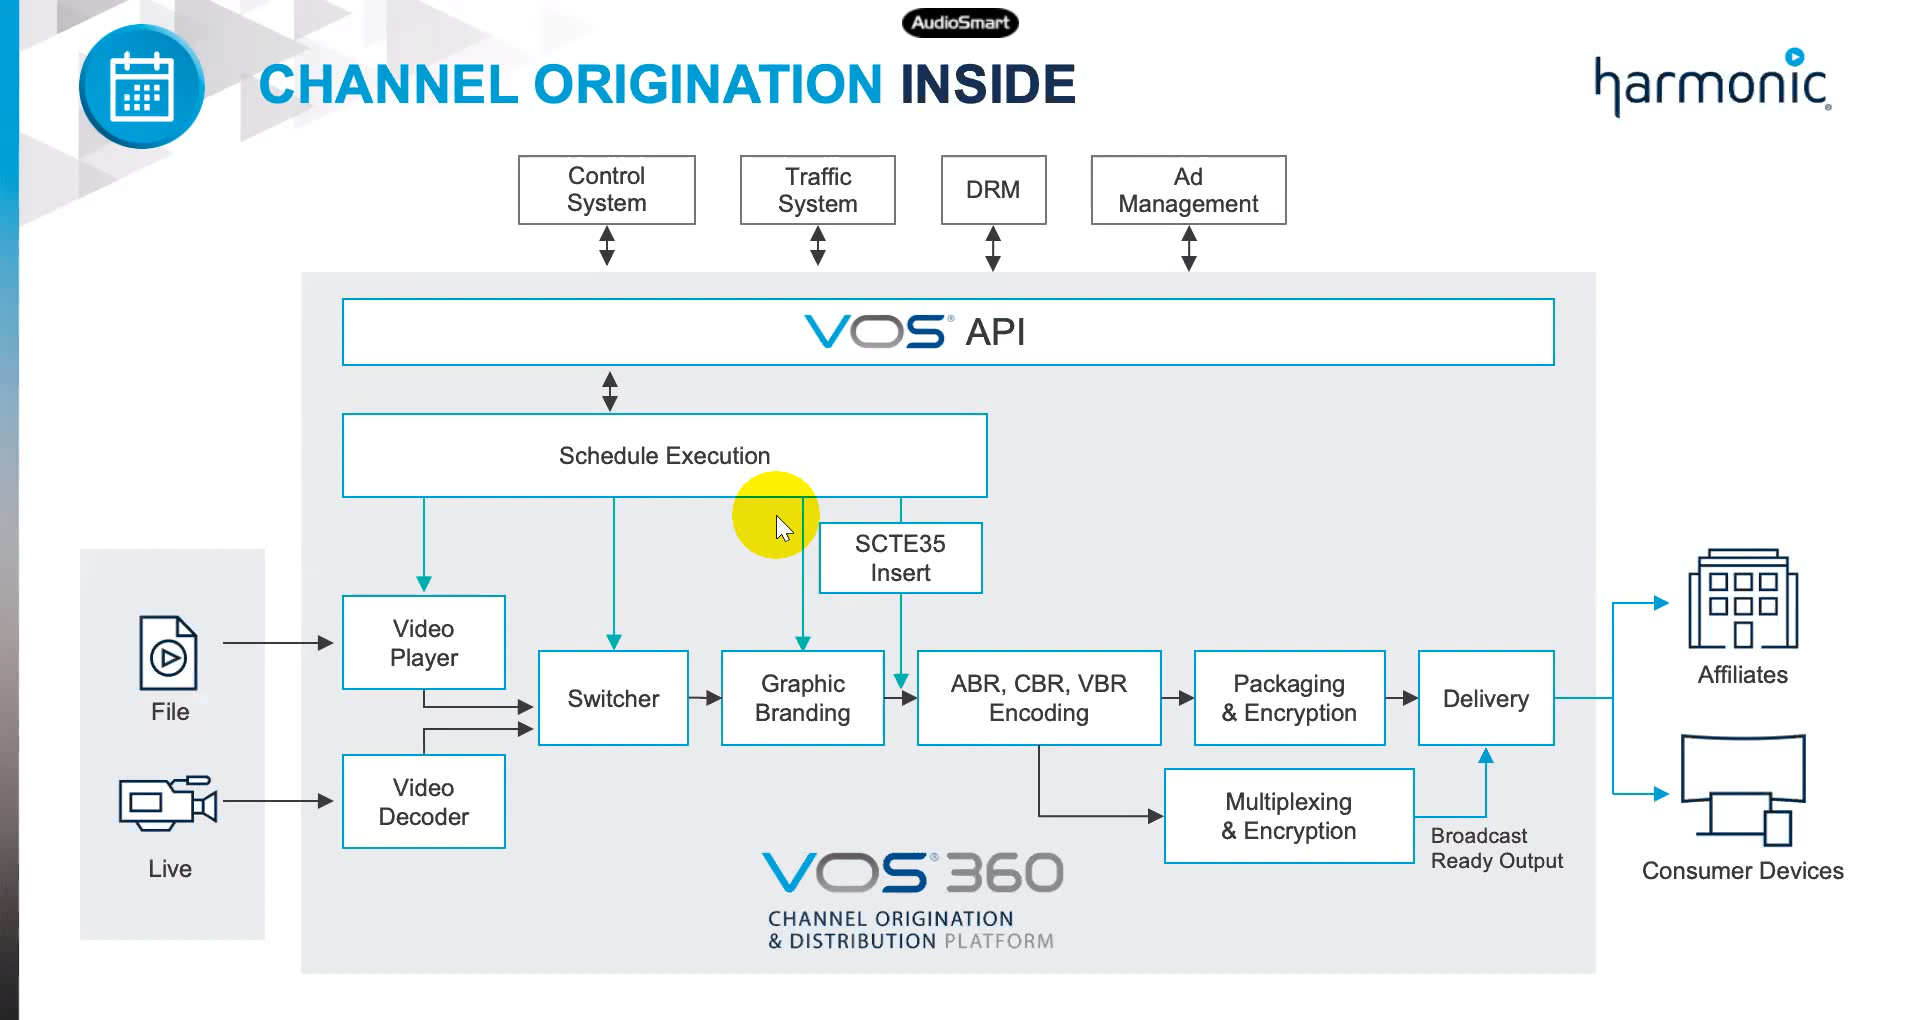 AudioSmart
CHANNEL ORIGINATION INSIDE
harmonic
Control
System
Traffic
System
DRM
Ad
Management
VOS® API
Schedule Execution
SCTE35
Insert
Video
Player
Switcher
Graphic
Branding
ABR, CBR, VBR
Encoding
Packaging
& Encryption
Delivery
Affiliates
File
Video
Decoder
Multiplexing
& Encryption
Broadcast
Ready Output
Live
Consumer Devices
VOS®360
CHANNEL ORIGINATION
& DISTRIBUTION PLATFORM